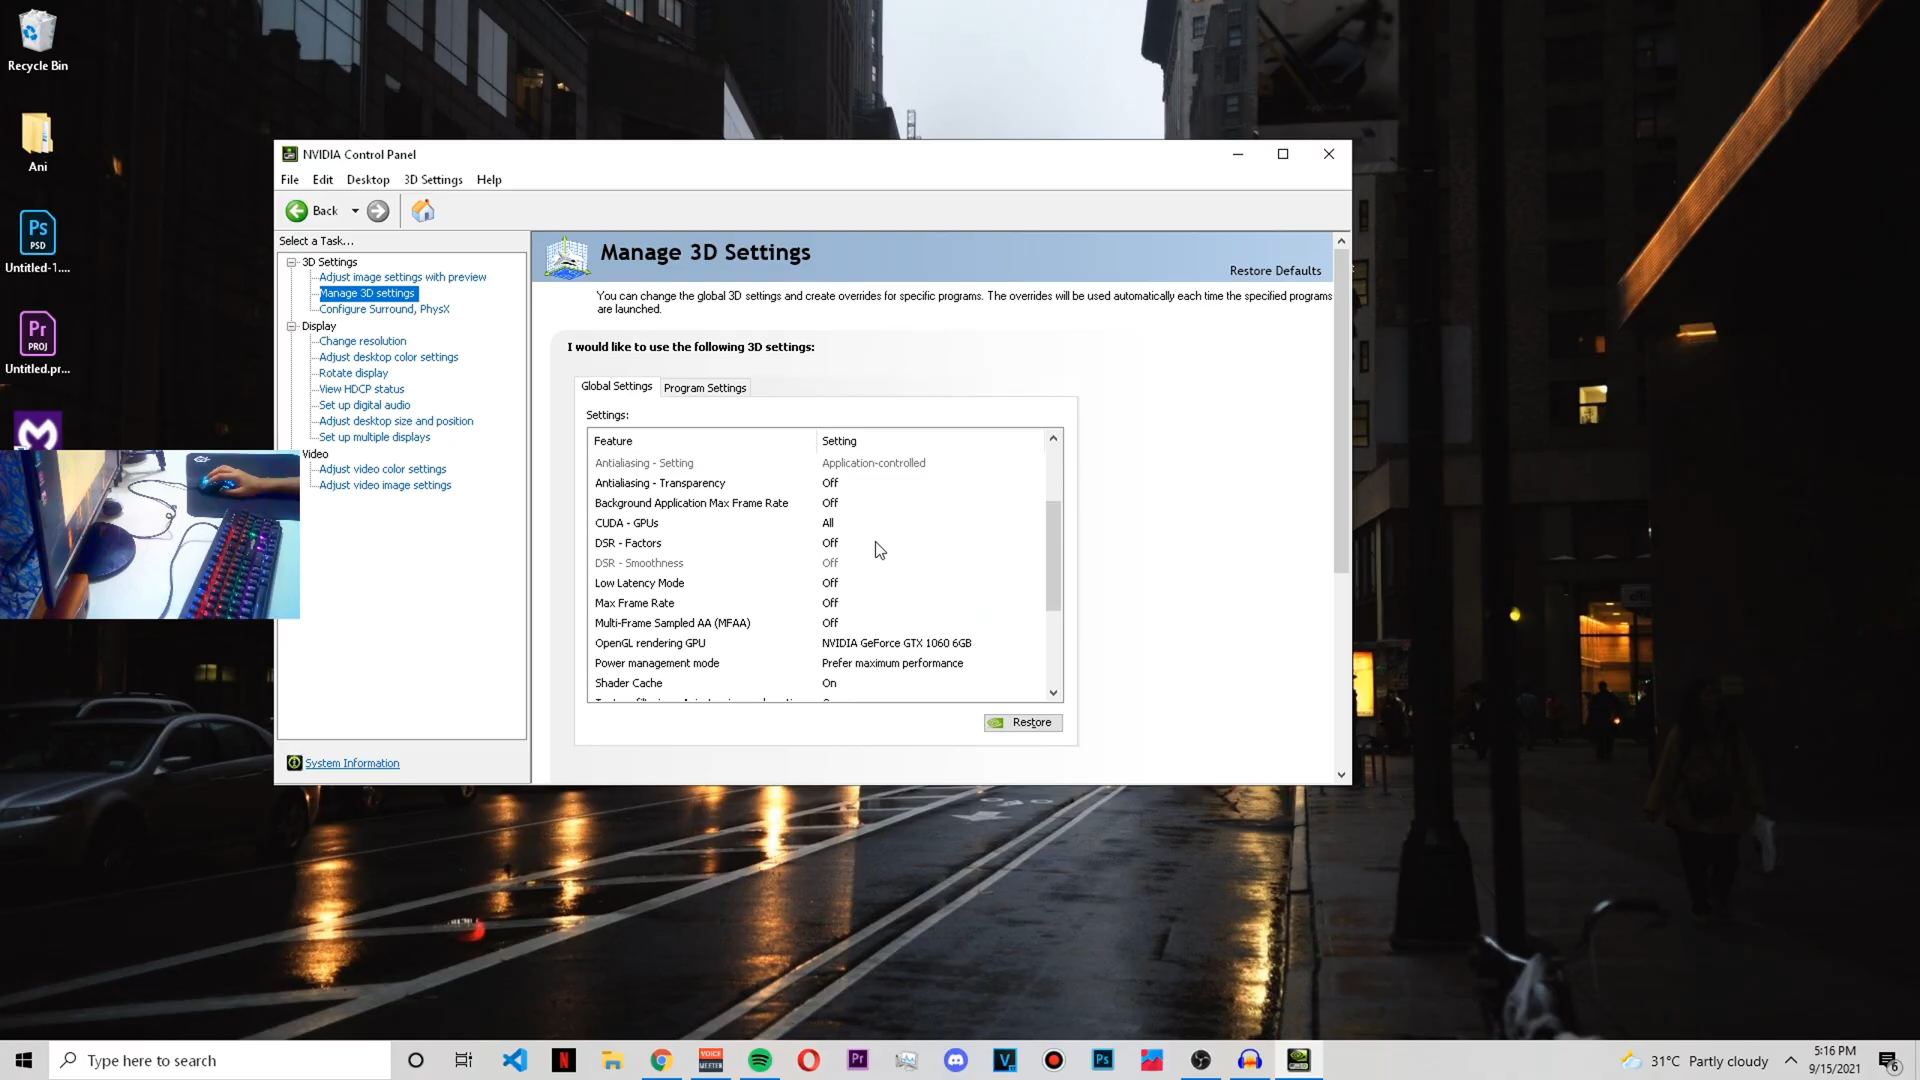 Recycle Bin
Ani
Ps
PSD
Untitled-1....
Pr
PROJ
Untitled.pr...
NVIDIA Control Panel
File Edit Desktop 3D Settings Help
Back
Select a Task...
3D Settings
Adjust image settings with preview
Manage 3D settings
Configure Surround, PhysX
Display
Change resolution
Adjust desktop color settings
Rotate display
View HDCP status
Set up digital audio
Adjust desktop size and position
Set up multiple displays
Video
Adjust video color settings
Adjust video image settings
System Information
Manage 3D Settings
Restore Defaults
You can change the global 3D settings and create overrides for specific programs. The overrides will be used automatically each time the specified programs
are launched.
I would like to use the following 3D settings:
Global Settings Program Settings
Settings:
Feature Setting
Antialiasing - Setting Application-controlled
Antialiasing - Transparency Off
Background Application Max Frame Rate Off
CUDA - GPUs All
DSR - Factors Off
DSR - Smoothness Off
Low Latency Mode Off
Max Frame Rate Off
Multi-Frame Sampled AA (MFAA) Off
OpenGL rendering GPU NVIDIA GeForce GTX 1060 6GB
Power management mode Prefer maximum performance
Shader Cache On
Restore
Type here to search
N
VOICE
Pr
V
Ps
31°C Partly cloudy
5:16 PM
9/15/2021
6